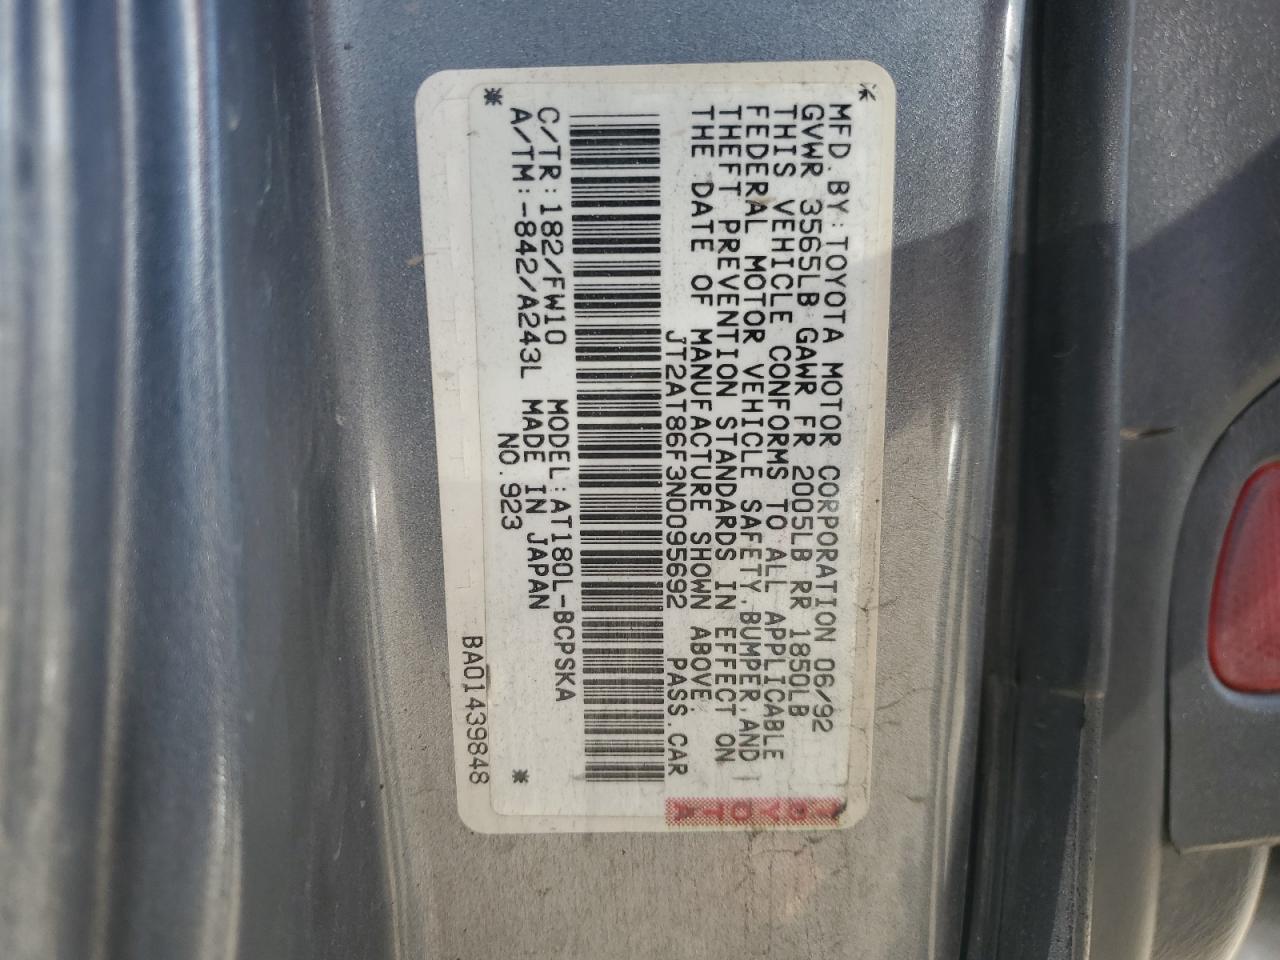 MFD.BY:TOYOTA MOTOR CORPORATION 06/92
GVWR 3565LB GAWR FR 2005LB RR 1850LB
THIS VEHICLE CONFORMS TO ALL APPLICABLE
FEDERAL MOTOR VEHICLE SAFETY,BUMPER,AND
THEFT PREVENTION STANDARDS IN EFFECT ON
THE DATE OF MANUFACTURE SHOWN ABOVE.
JT2AT86F3N0095692 PASS.CAR
C/TR:182/FW10 MODEL:AT180L-BCPSKA
A/TM:-842/A243L MADE IN JAPAN
NO.923
BA01439848
TOYOTA